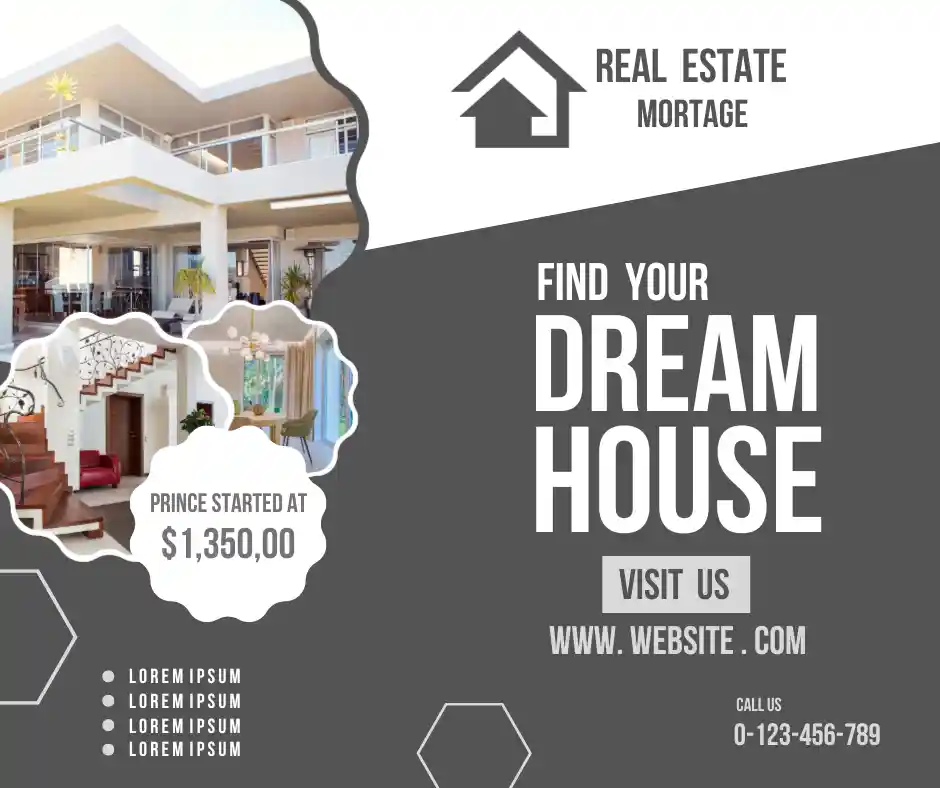 REAL ESTATE
MORTAGE
FIND YOUR
DREAM
HOUSE
PRINCE STARTED AT
$1,350,00
VISIT US
WWW. WEBSITE . COM
LOREM IPSUM
LOREM IPSUM
LOREM IPSUM
LOREM IPSUM
CALL US
0-123-456-789